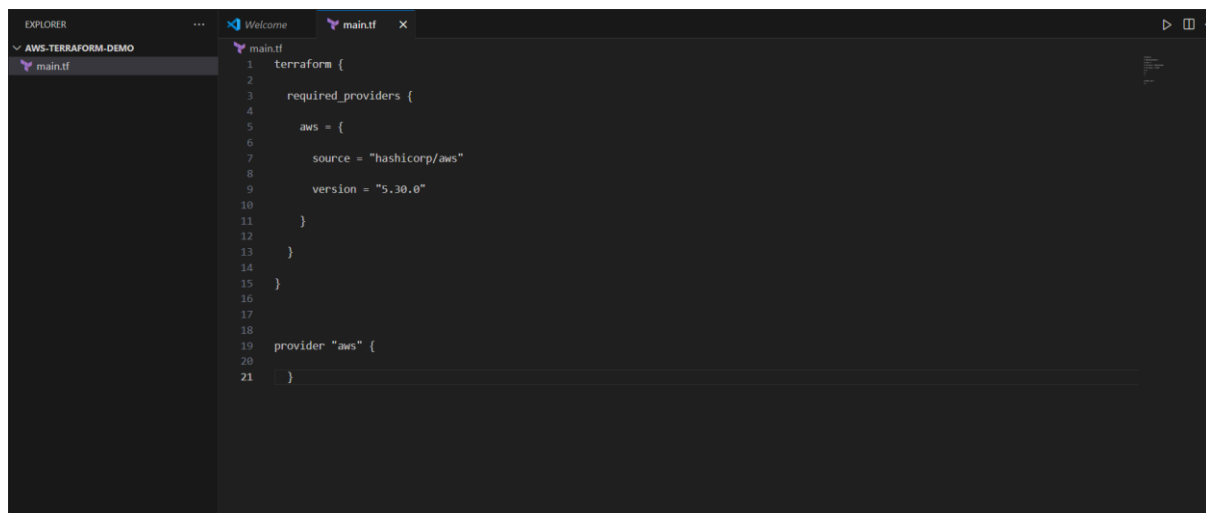 EXPLORER ...
Welcome
main.tf
AWS-TERRAFORM-DEMO
main.tf
main.tf
1 terraform {
2
3 required_providers {
4
5 aws = {
6
7 source = "hashicorp/aws"
8
9 version = "5.30.0"
10
11 }
12
13 }
14
15 }
16
17
18
19 provider "aws" {
20
21 }